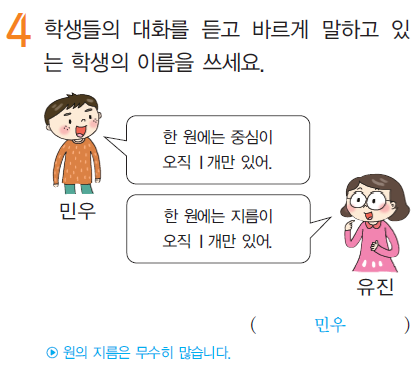 4 학생들의 대화를 듣고 바르게 말하고 있
는 학생의 이름을 쓰세요.
한 원에는 중심이
오직 1개만 있어.
민우
한 원에는 지름이
오직 1개만 있어.
유진
( 민우 )
▶ 원의 지름은 무수히 많습니다.